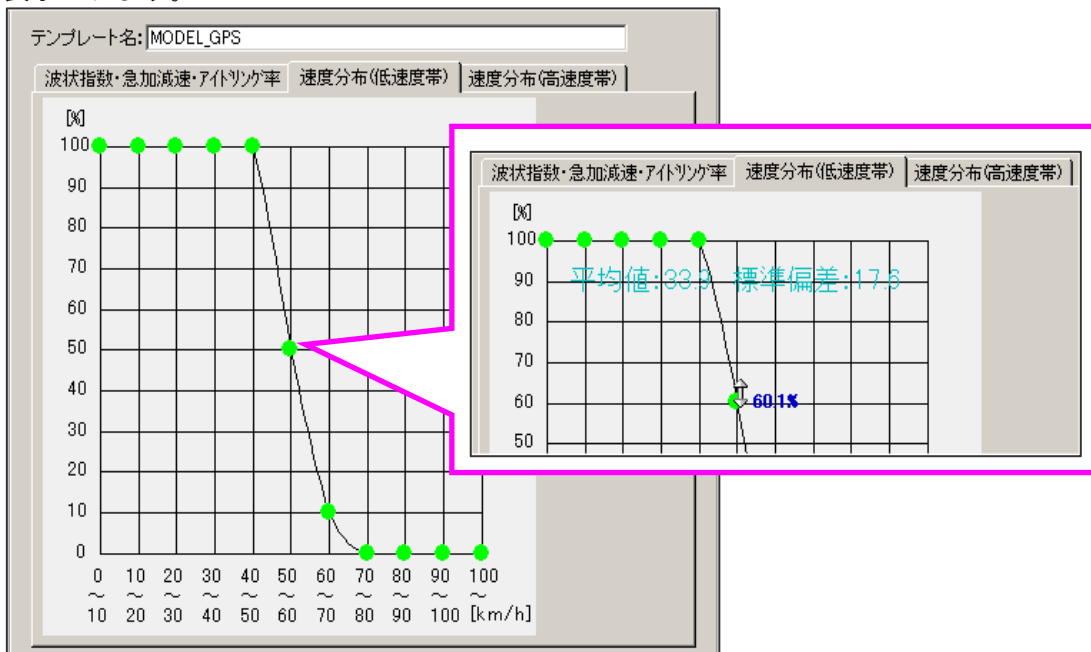 テンプレート名: MODEL_GPS
波状指数・急加減速・アイドリング率 速度分布(低速度帯) 速度分布(高速度帯)
[%]
100
90
80
70
60
50
40
30
20
10
0
0 10 20 30 40 50 60 70 80 90 100
~ ~ ~ ~ ~ ~ ~ ~ ~ ~ ~
10 20 30 40 50 60 70 80 90 100 [km/h]
波状指数・急加減速・アイドリング率 速度分布(低速度帯) 速度分布(高速度帯)
[%]
100
平均値:33.9 標準偏差:17.6
90
80
70
60
60.1%
50